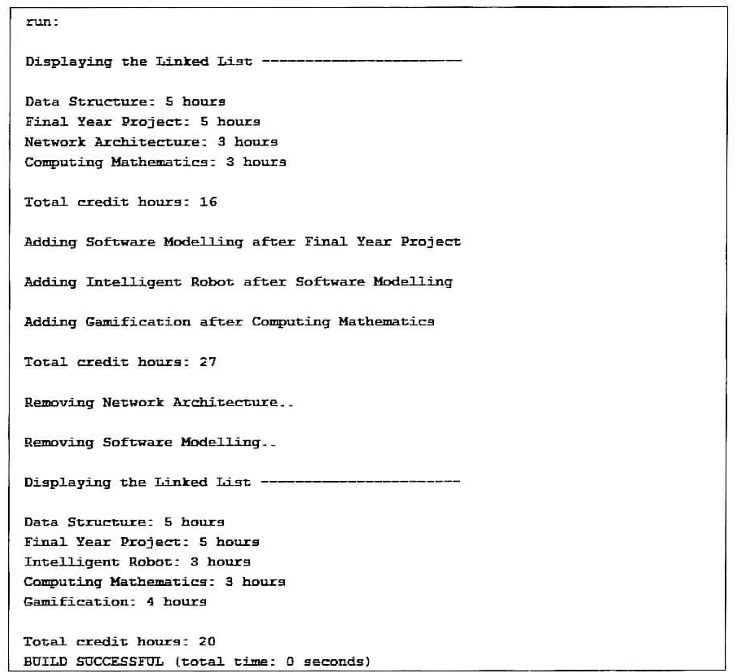 run:
Displaying the Linked List -----------------------
Data Structure: 5 hours
Final Year Project: 5 hours
Network Architecture: 3 hours
Computing Mathematics: 3 hours
Total credit hours: 16
Adding Software Modelling after Final Year Project
Adding Intelligent Robot after Software Modelling
Adding Gamification after Computing Mathematics
Total credit hours: 27
Removing Network Architecture..
Removing Software Modelling..
Displaying the Linked List -----------------------
Data Structure: 5 hours
Final Year Project: 5 hours
Intelligent Robot: 3 hours
Computing Mathematics: 3 hours
Gamification: 4 hours
Total credit hours: 20
BUILD SUCCESSFUL (total time: 0 seconds)